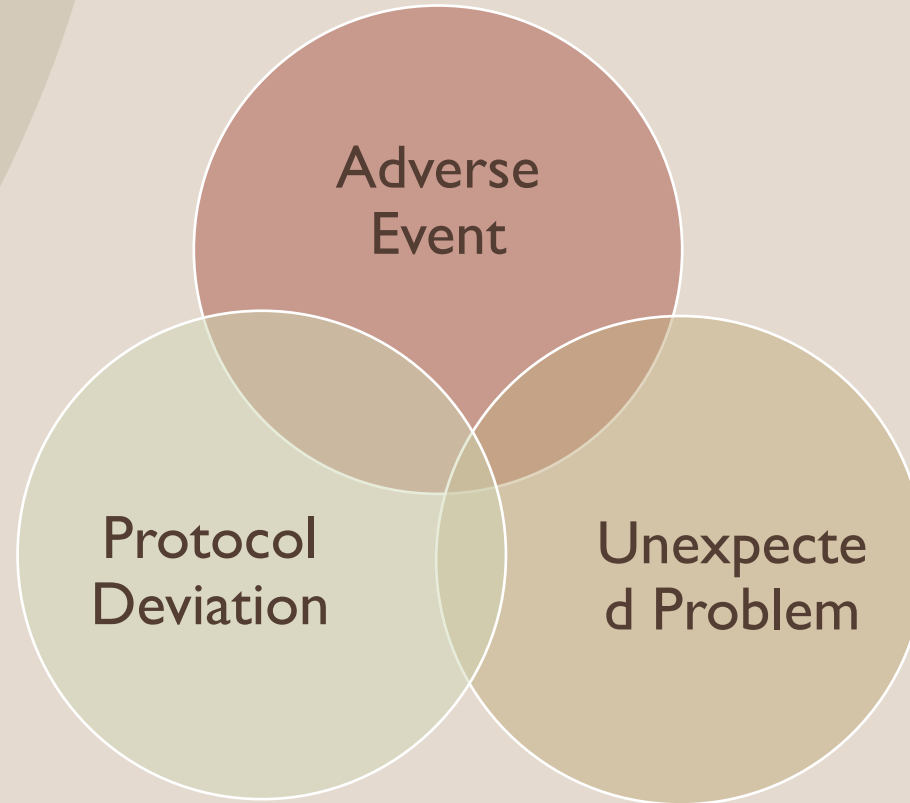 Adverse
Event
Protocol
Deviation
Unexpecte
d Problem